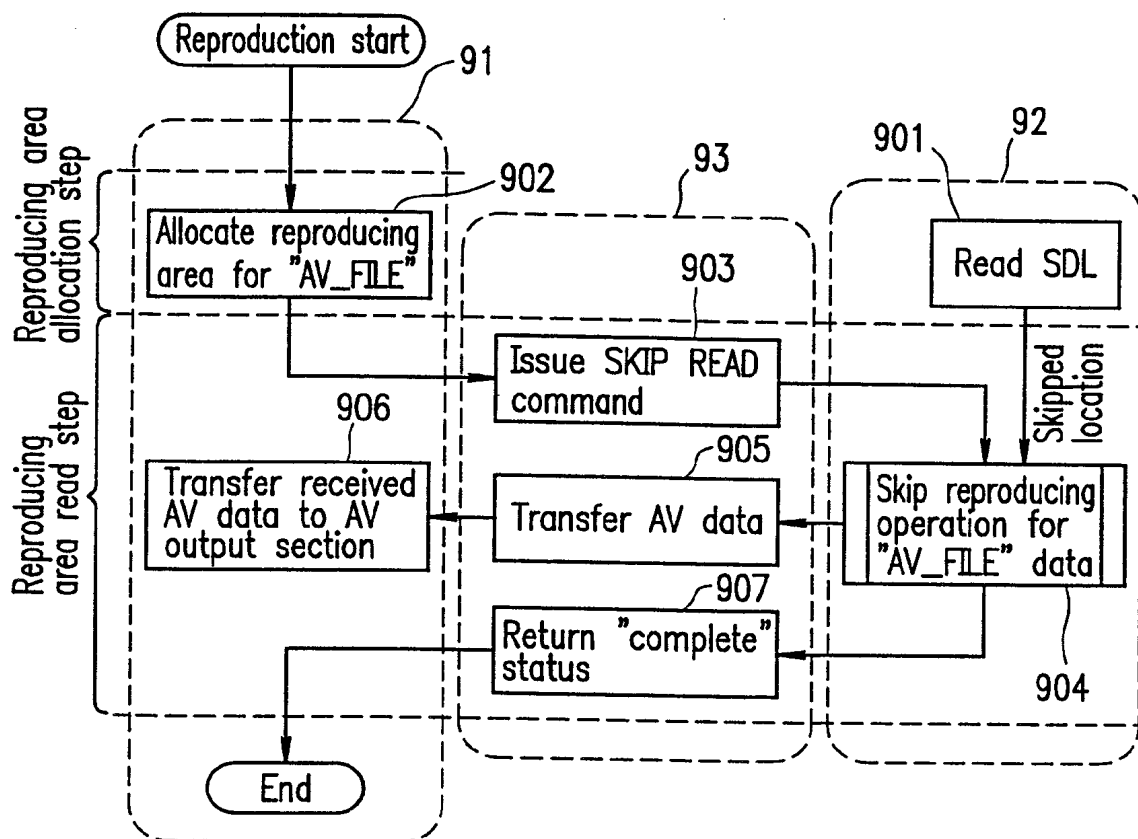 Reproduction start
91
92
901
93
902
Reproducing area
allocation step
Allocate reproducing
area for "AV_FILE"
903
Read SDL
Issue SKIP READ
command
Skipped
location
906
905
Reproducing
area read step
Transfer received
AV data to AV
output section
Transfer AV data
Skip reproducing
operation for
"AV_FILE" data
907
Return "complete"
status
904
End